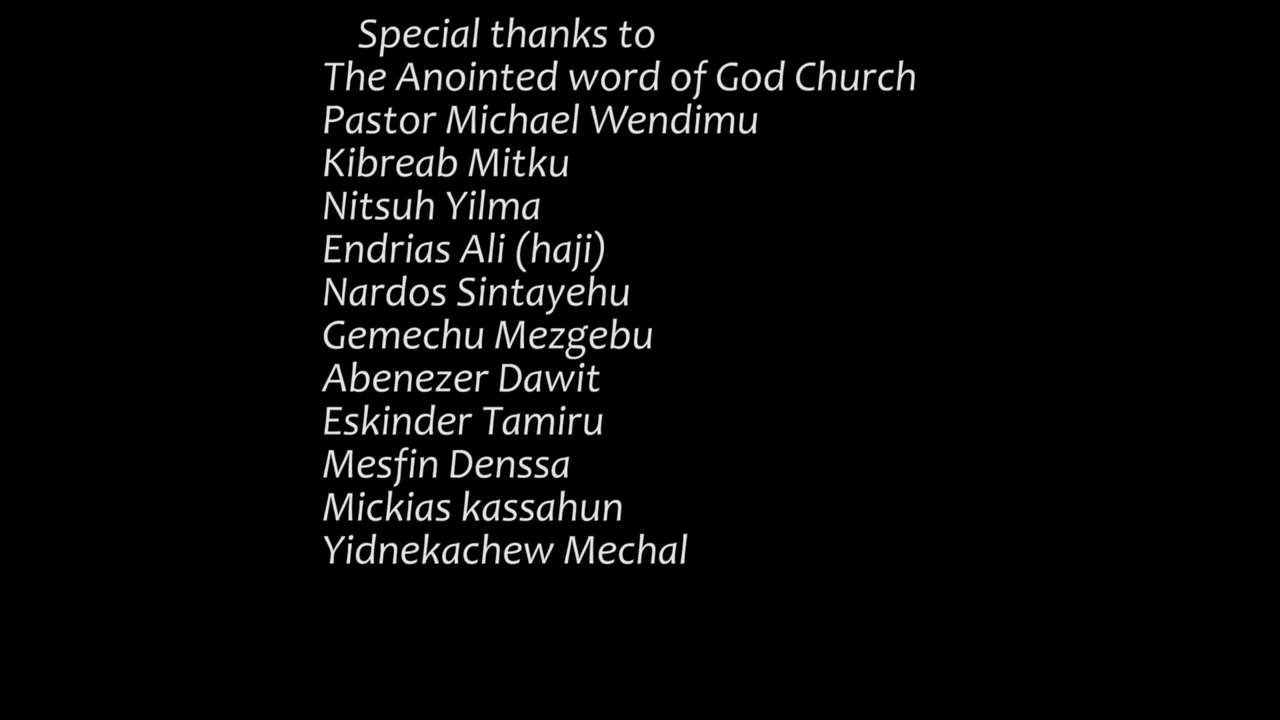 Special thanks to
The Anointed word of God Church
Pastor Michael Wendimu
Kibreab Mitku
Nitsuh Yilma
Endrias Ali (haji)
Nardos Sintayehu
Gemechu Mezgebu
Abenezer Dawit
Eskinder Tamiru
Mesfin Denssa
Mickias kassahun
Yidnekachew Mechal